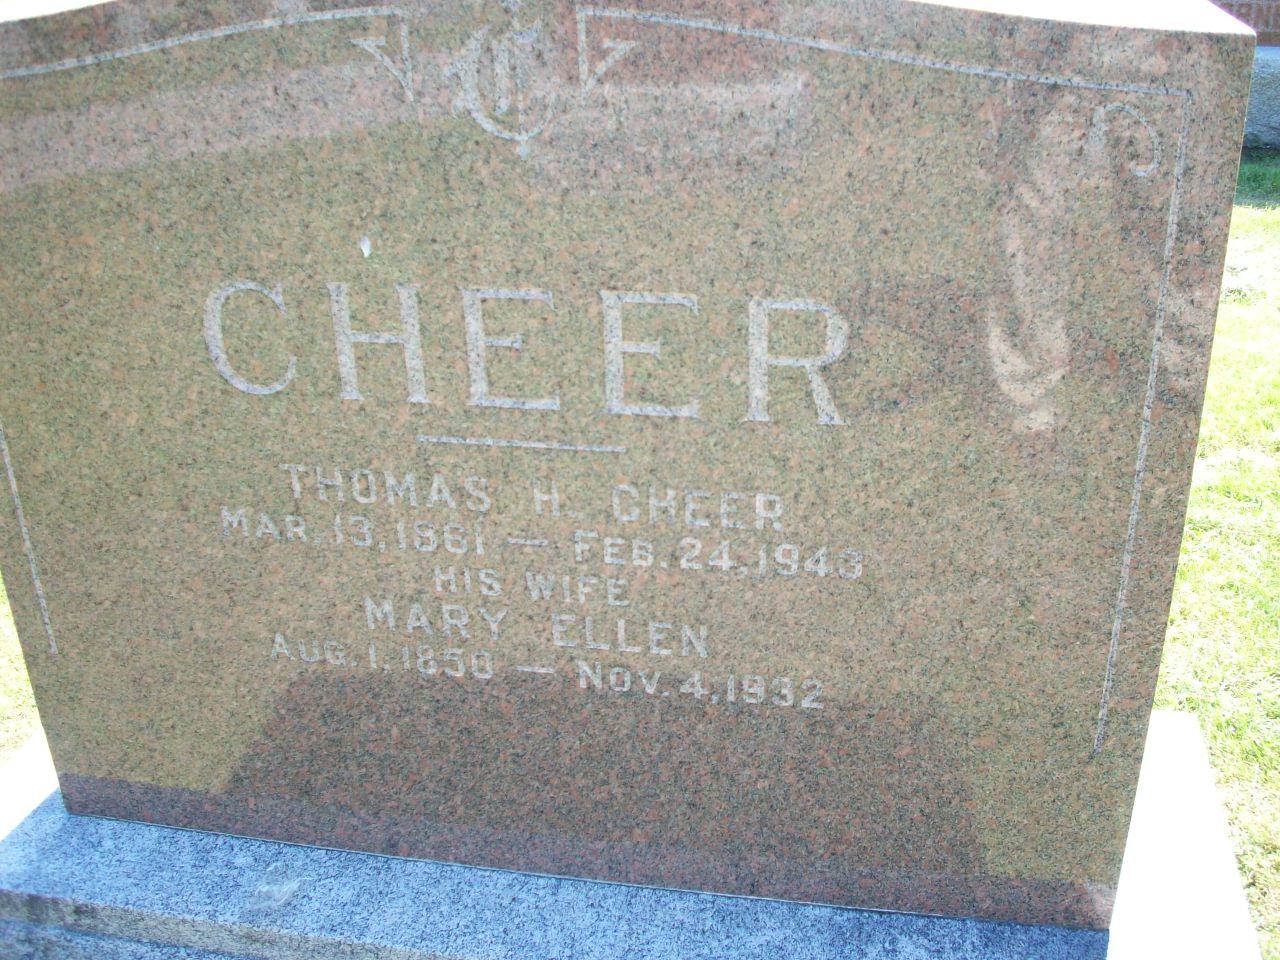 C
CHEER
THOMAS H. CHEER
MAR. 13, 1861 — FEB. 24, 1943
HIS WIFE
MARY ELLEN
AUG. 1, 1850 — NOV. 4, 1932